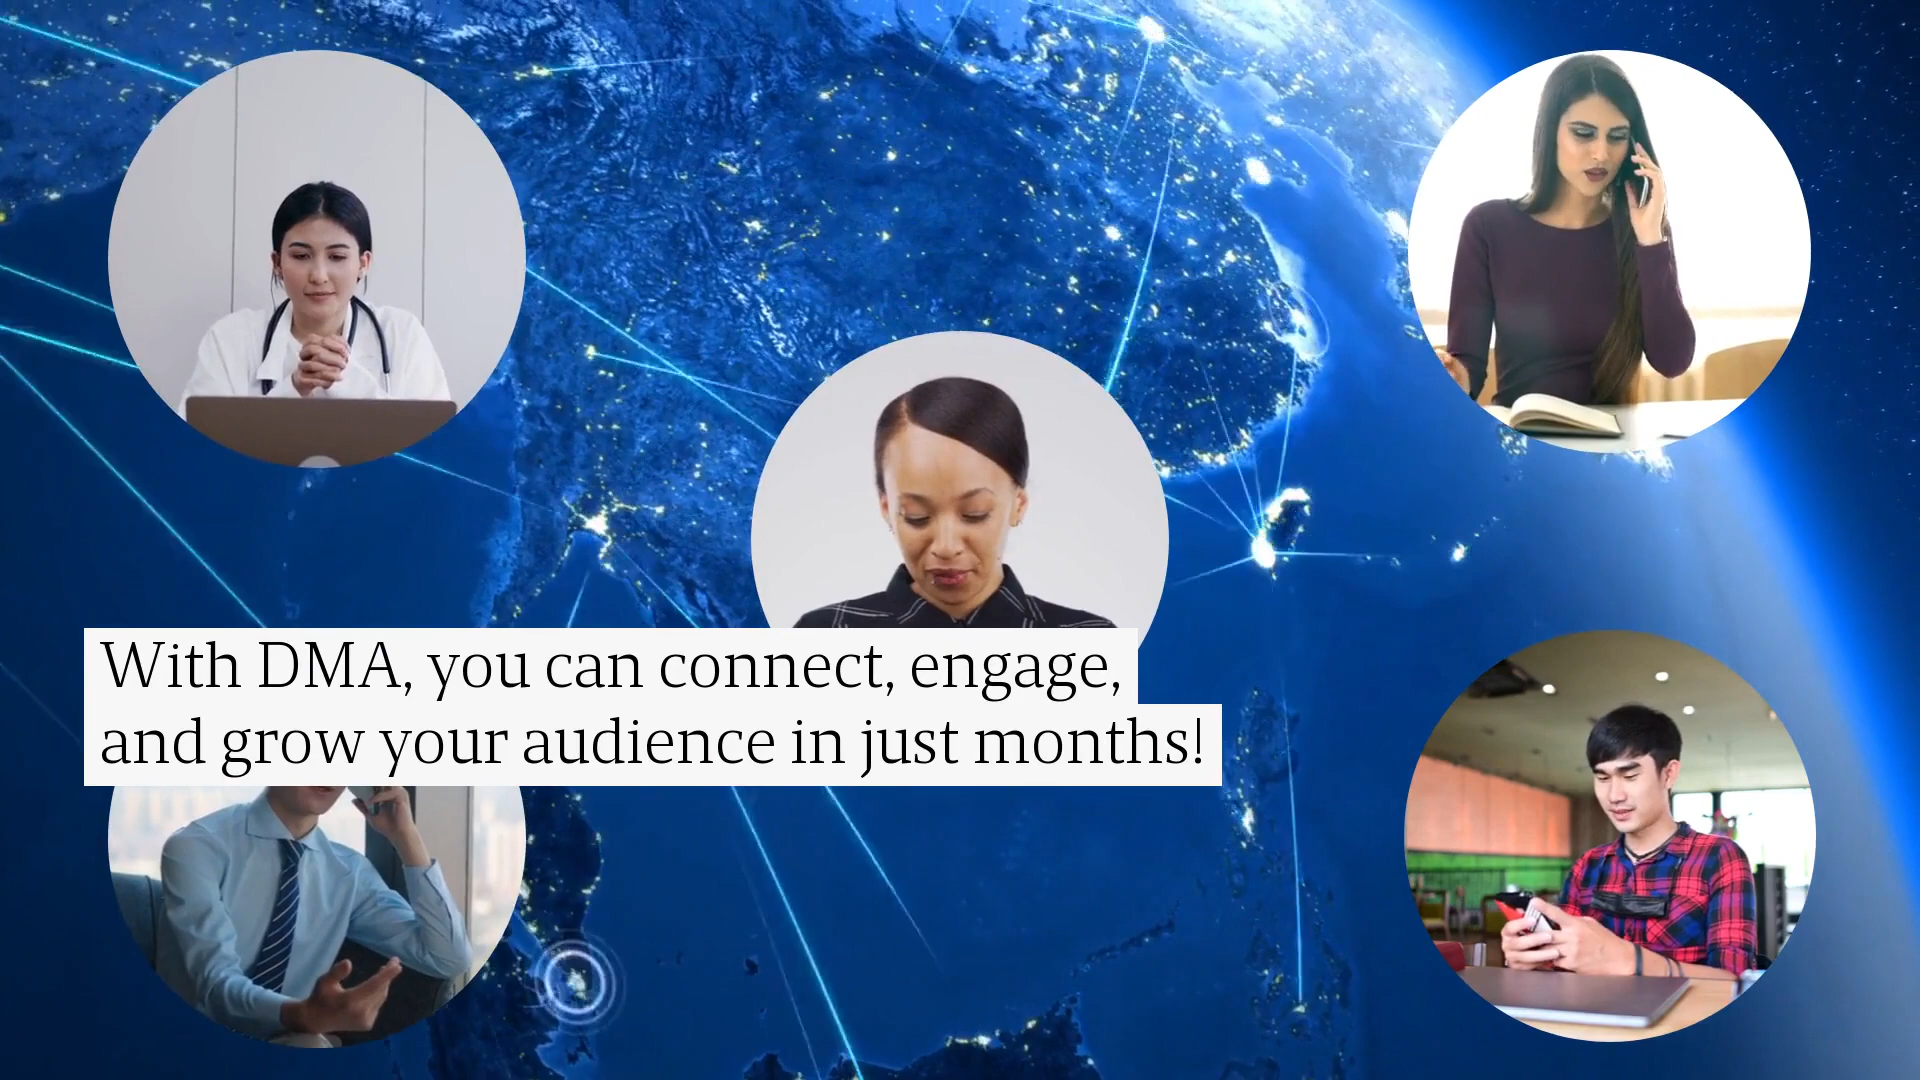 With DMA, you can connect, engage,
and grow your audience in just months!